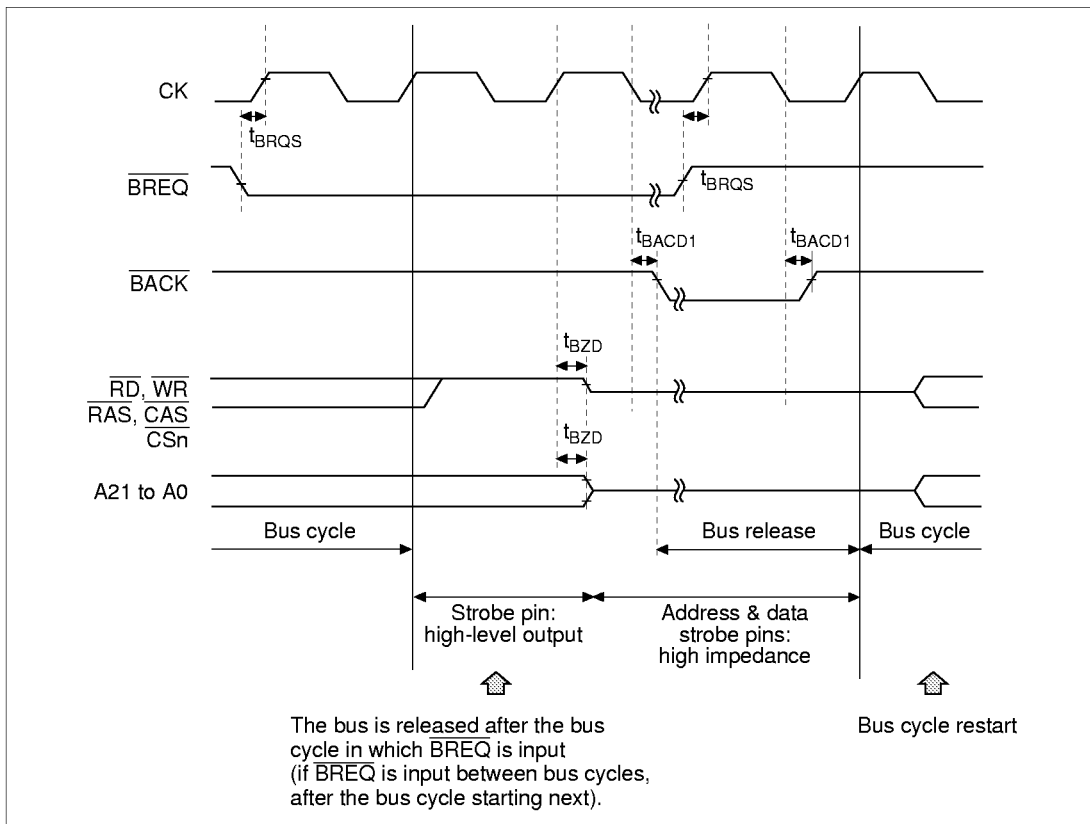 CK
tBRQS
BREQ
tBRQS
tBACD1
tBACD1
BACK
tBZD
RD, WR
RAS, CAS
CSn
tBZD
A21 to A0
Bus cycle
Bus release
Bus cycle
Strobe pin:
high-level output
Address & data
strobe pins:
high impedance
The bus is released after the bus
cycle in which BREQ is input
(if BREQ is input between bus cycles,
after the bus cycle starting next).
Bus cycle restart